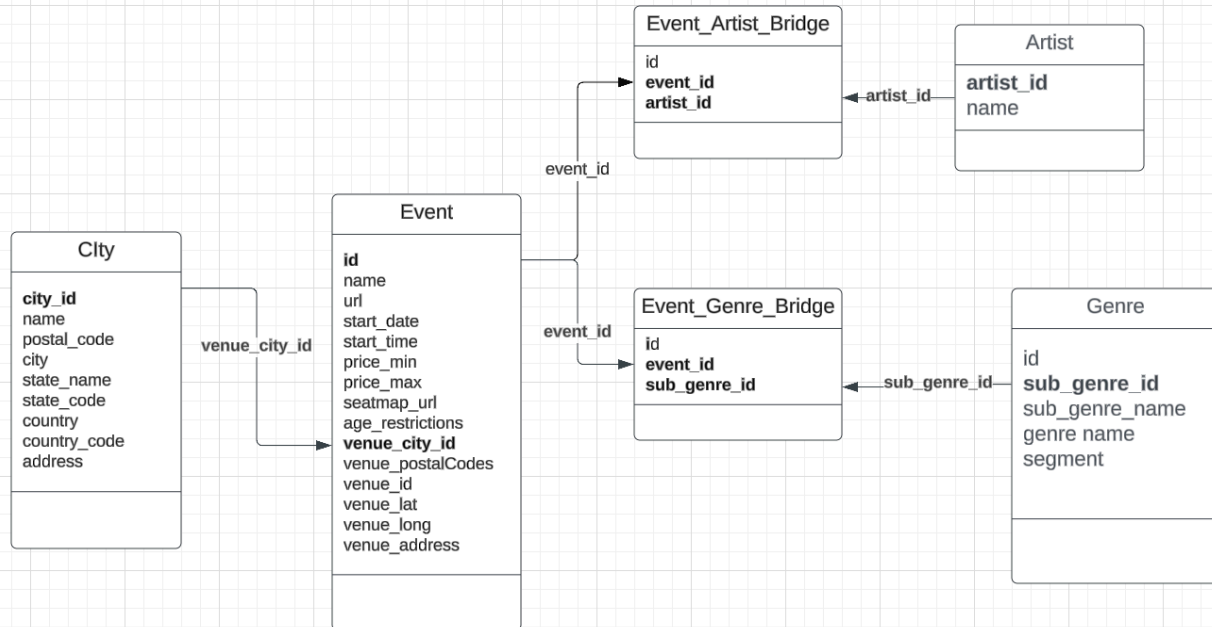 Event_Artist_Bridge
id
event_id
artist_id
Artist
artist_id
name
artist_id
event_id
Event
id
name
url
start_date
start_time
price_min
price_max
seatmap_url
age_restrictions
venue_city_id
venue_postalCodes
venue_id
venue_lat
venue_long
venue_address
CIty
city_id
name
postal_code
city
state_name
state_code
country
country_code
address
venue_city_id
event_id
Event_Genre_Bridge
id
event_id
sub_genre_id
sub_genre_id
Genre
id
sub_genre_id
sub_genre_name
genre name
segment